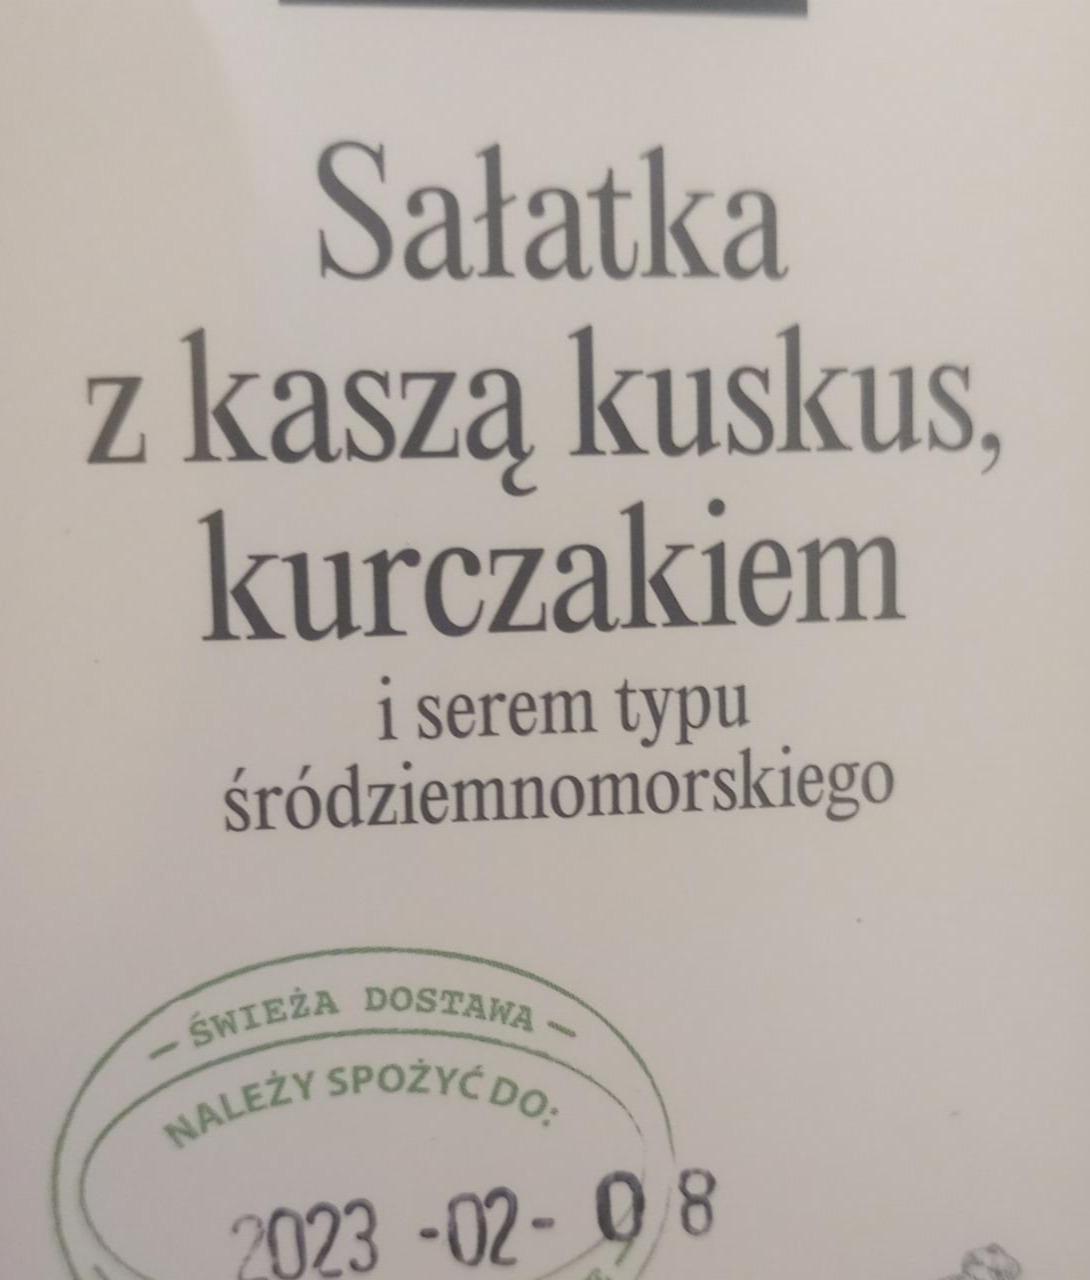 Sałatka
z kaszą kuskus,
kurczakiem
i serem typu
śródziemnomorskiego
— ŚWIEŻA DOSTAWA —
NALEŻY SPOŻYĆ DO:
2023 -02- 08